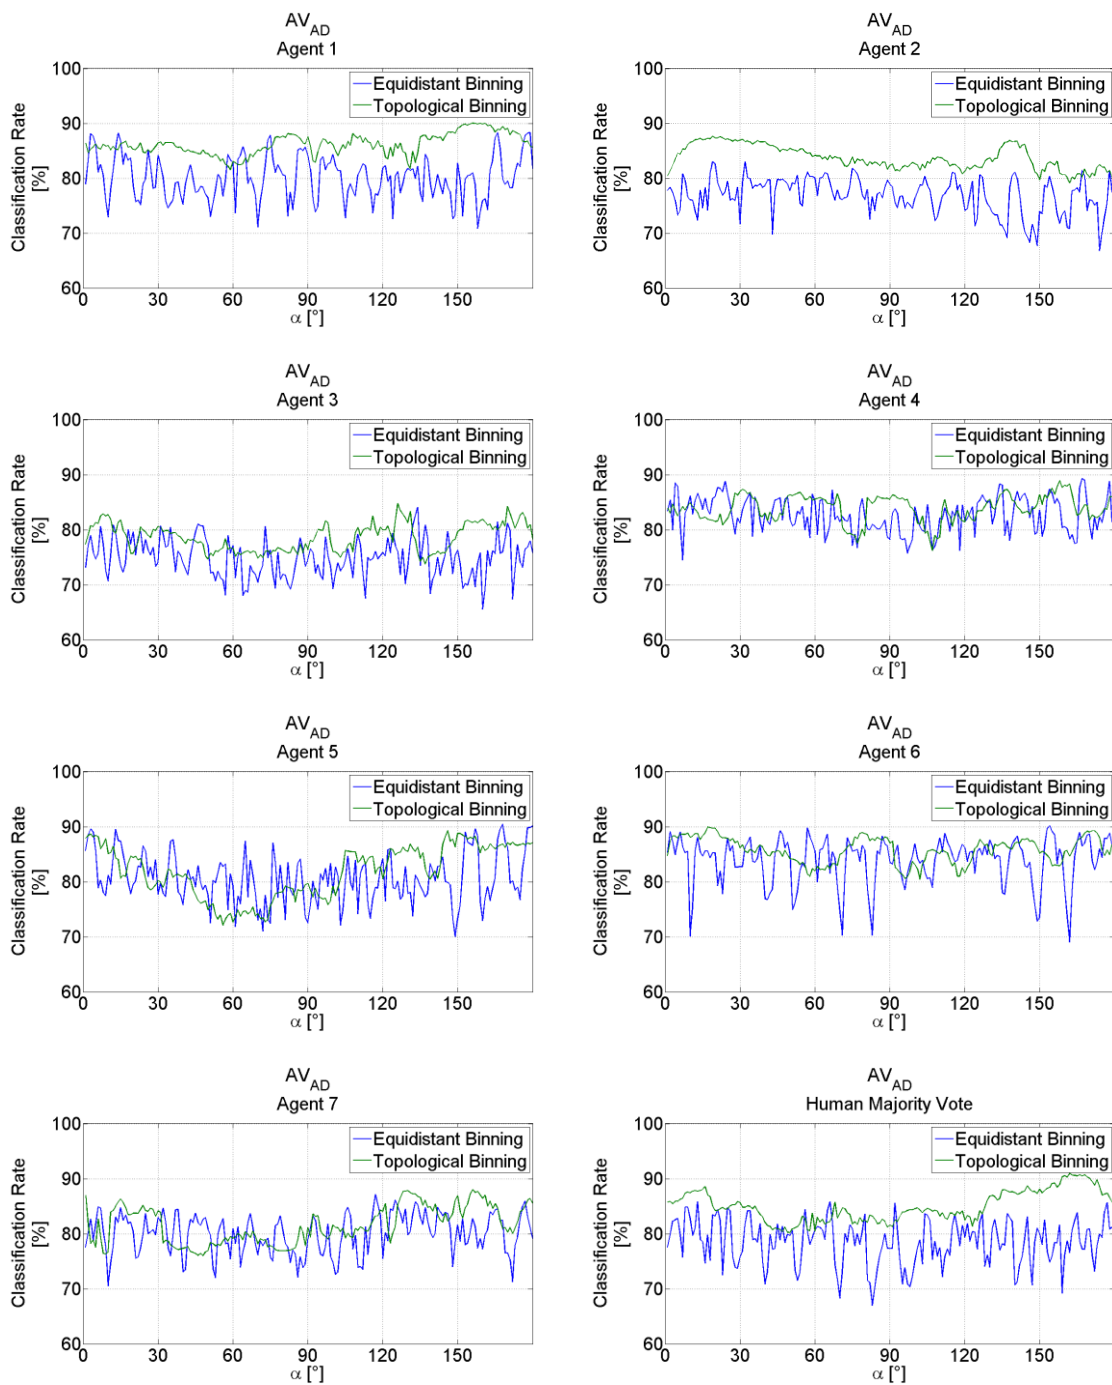 AV_AD
Agent 1
Classification Rate
[%]
100
90
80
70
60
0 30 60 90 120 150
α [°]
Equidistant Binning
Topological Binning
AV_AD
Agent 2
Classification Rate
[%]
100
90
80
70
60
0 30 60 90 120 150
α [°]
Equidistant Binning
Topological Binning
AV_AD
Agent 3
Classification Rate
[%]
100
90
80
70
60
0 30 60 90 120 150
α [°]
Equidistant Binning
Topological Binning
AV_AD
Agent 4
Classification Rate
[%]
100
90
80
70
60
0 30 60 90 120 150
α [°]
Equidistant Binning
Topological Binning
AV_AD
Agent 5
Classification Rate
[%]
100
90
80
70
60
0 30 60 90 120 150
α [°]
Equidistant Binning
Topological Binning
AV_AD
Agent 6
Classification Rate
[%]
100
90
80
70
60
0 30 60 90 120 150
α [°]
Equidistant Binning
Topological Binning
AV_AD
Agent 7
Classification Rate
[%]
100
90
80
70
60
0 30 60 90 120 150
α [°]
Equidistant Binning
Topological Binning
AV_AD
Human Majority Vote
Classification Rate
[%]
100
90
80
70
60
0 30 60 90 120 150
α [°]
Equidistant Binning
Topological Binning